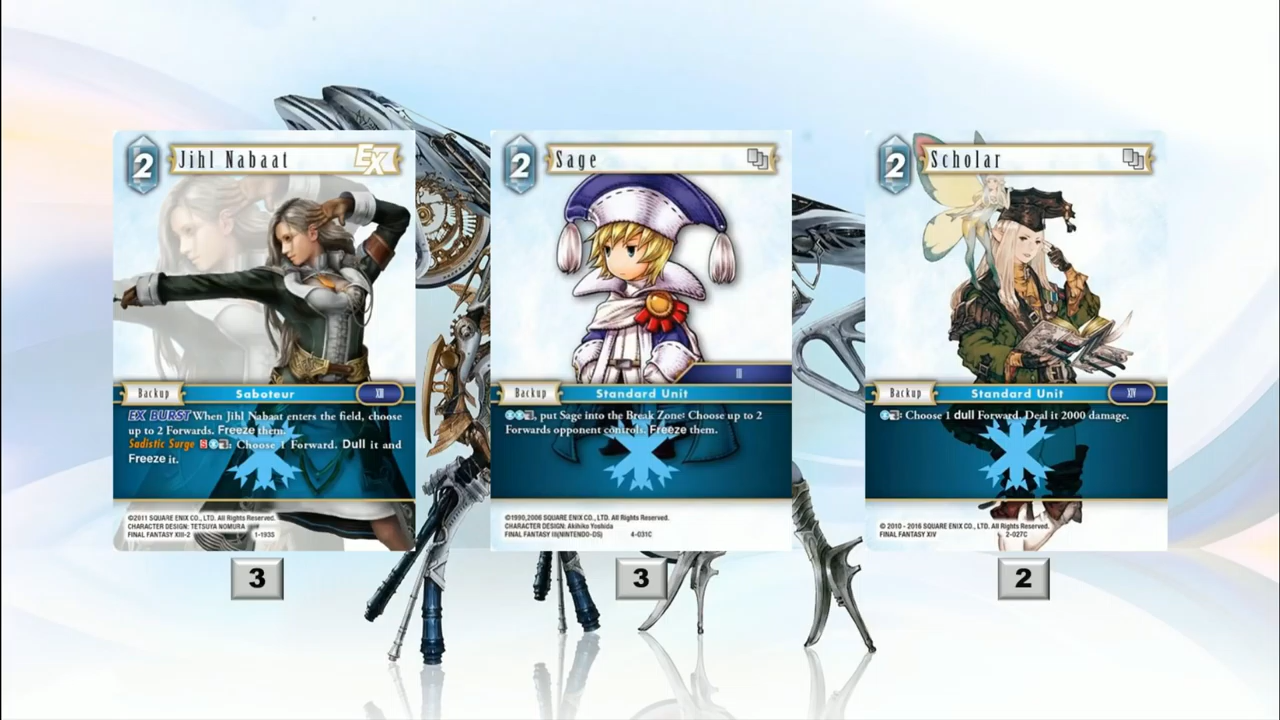 2
Jihl Nabaat
EX
Backup
Saboteur
XIII
EX BURST When Jihl Nabaat enters the field, choose
up to 2 Forwards. Freeze them.
Sadistic Surge S : Choose 1 Forward. Dull it and
Freeze it.
©2011 SQUARE ENIX CO., LTD. All Rights Reserved.
CHARACTER DESIGN: TETSUYA NOMURA
FINAL FANTASY XIII-2
1-193S
3
2
Sage
III
Backup
Standard Unit
, put Sage into the Break Zone: Choose up to 2
Forwards opponent controls. Freeze them.
©1990,2006 SQUARE ENIX CO., LTD. All Rights Reserved.
CHARACTER DESIGN: Akihiko Yoshida
FINAL FANTASY III(NINTENDO-DS)
4-031C
3
2
Scholar
Backup
Standard Unit
XIV
: Choose 1 dull Forward. Deal it 2000 damage.
© 2010 - 2016 SQUARE ENIX CO., LTD. All Rights Reserved.
FINAL FANTASY XIV
2-027C
2